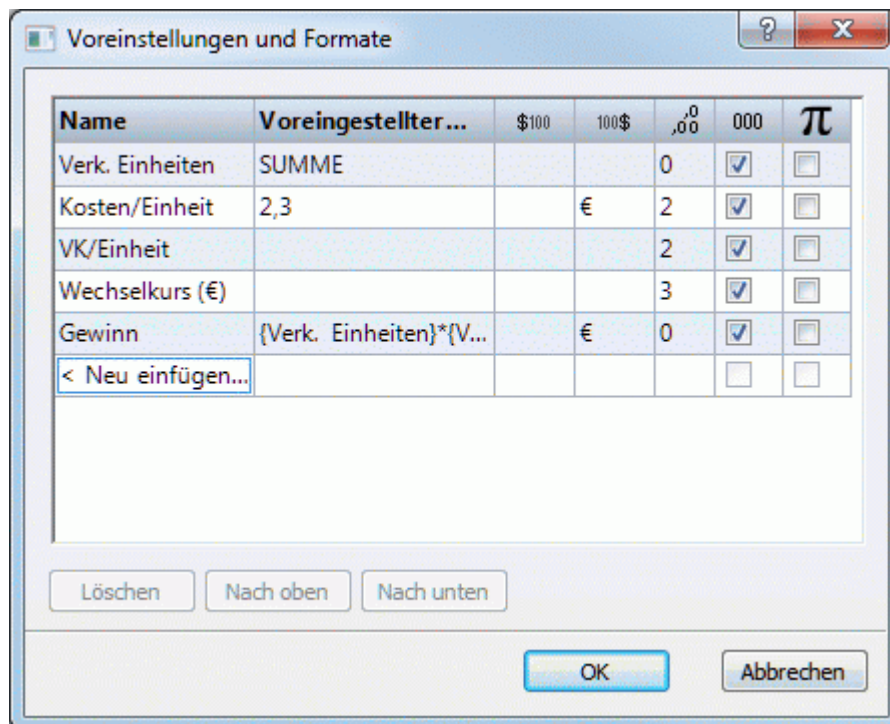 Voreinstellungen und Formate
Name Voreingestellter... $100 100$ ,0 ,00 000 π
Verk. Einheiten SUMME 0
Kosten/Einheit 2,3 € 2
VK/Einheit 2
Wechselkurs (€) 3
Gewinn {Verk. Einheiten}*{V... € 0
< Neu einfügen...
Löschen Nach oben Nach unten
OK Abbrechen